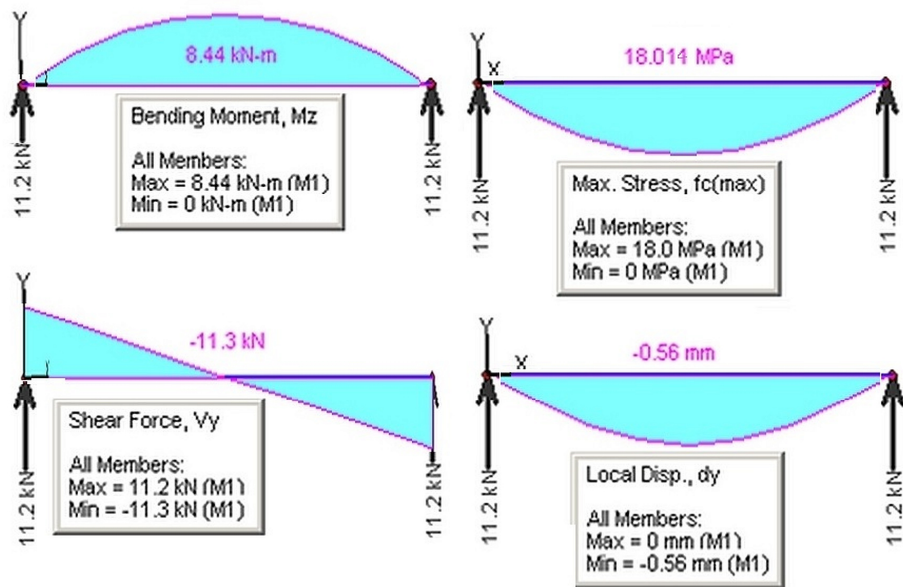 Y
8.44 kN-m
11.2 kN
11.2 kN
Bending Moment, Mz
All Members:
Max = 8.44 kN-m (M1)
Min = 0 kN-m (M1)
Y
X
18.014 MPa
11.2 kN
11.2 kN
Max. Stress, fc(max)
All Members:
Max = 18.0 MPa (M1)
Min = 0 MPa (M1)
Y
-11.3 kN
11.2 kN
11.2 kN
Shear Force, Vy
All Members:
Max = 11.2 kN (M1)
Min = -11.3 kN (M1)
Y
X
-0.56 mm
11.2 kN
11.2 kN
Local Disp., dy
All Members:
Max = 0 mm (M1)
Min = -0.56 mm (M1)